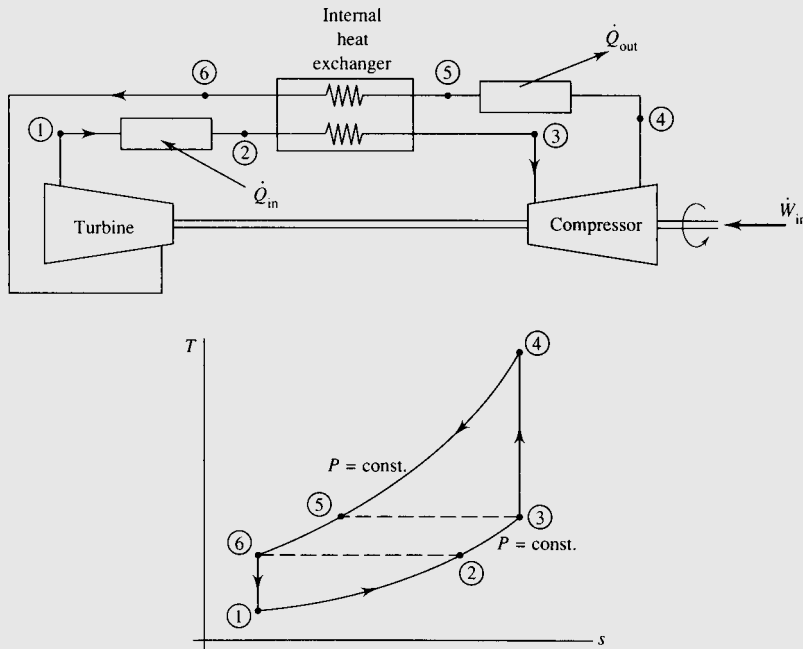 Internal
heat
exchanger
Q̇out
⑥
⑤
①
②
③
④
Q̇in
Turbine
Compressor
Ẇin
T
④
P = const.
⑤
③
⑥
P = const.
②
①
s